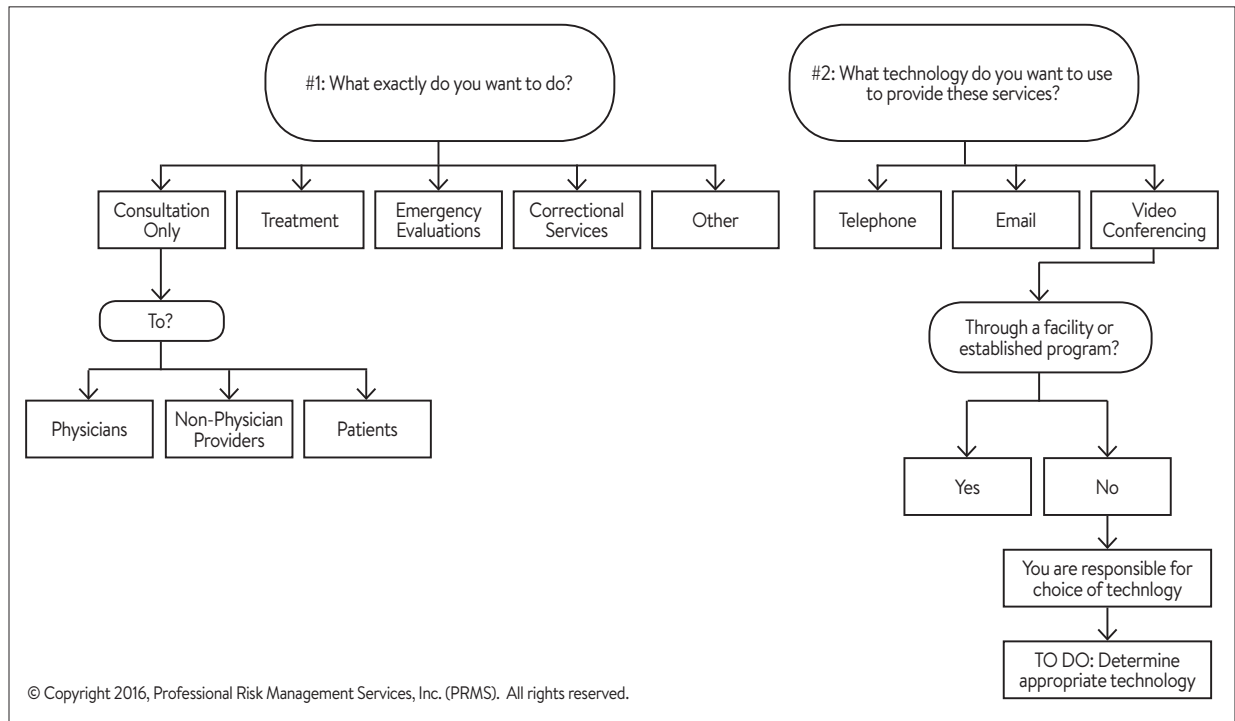 #1: What exactly do you want to do?
Consultation
Only
Treatment
Emergency
Evaluations
Correctional
Services
Other
To?
Physicians
Non-Physician
Providers
Patients
#2: What technology do you want to use
to provide these services?
Telephone
Email
Video
Conferencing
Through a facility or
established program?
Yes
No
You are responsible for
choice of technlogy
TO DO: Determine
appropriate technology
© Copyright 2016, Professional Risk Management Services, Inc. (PRMS). All rights reserved.